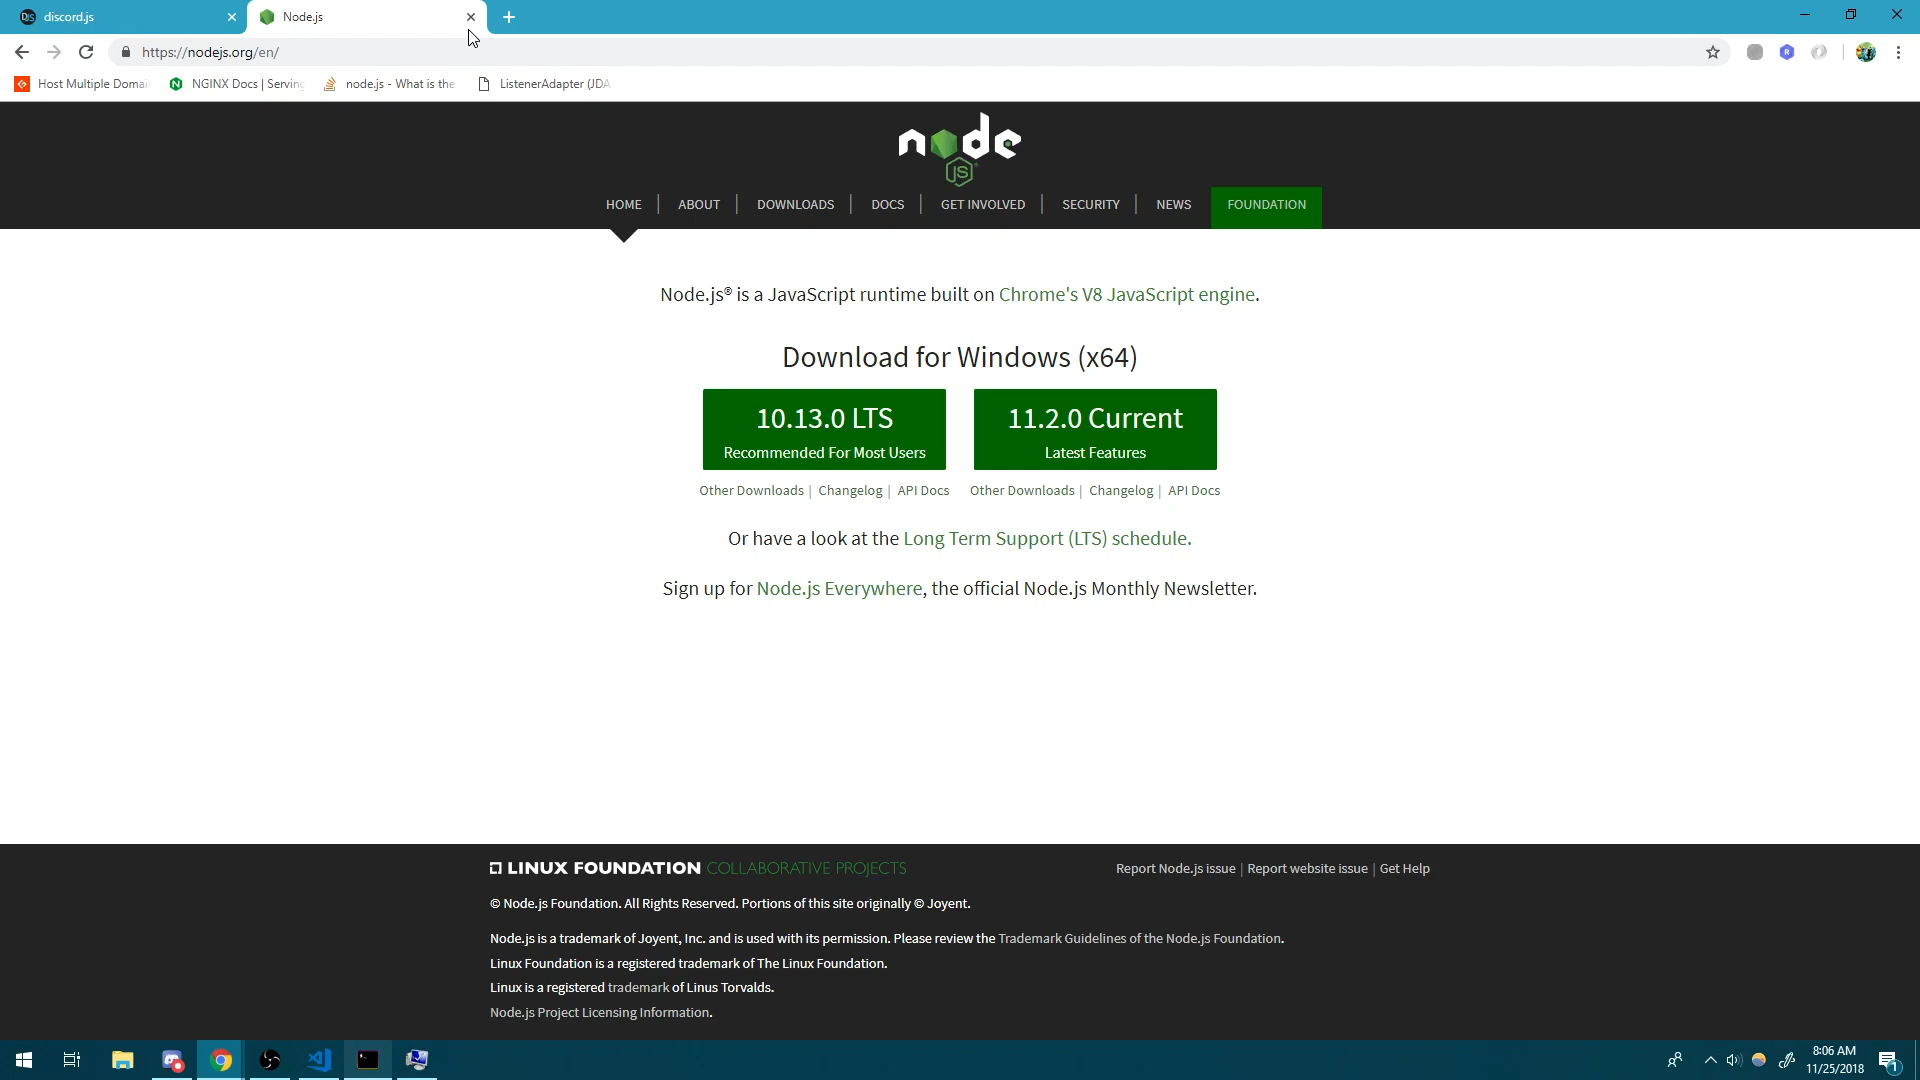 discord.js
Node.js
https://nodejs.org/en/
Host Multiple Domai
NGINX Docs | Serving
node.js - What is the
ListenerAdapter (JDA
node
JS
HOME
ABOUT
DOWNLOADS
DOCS
GET INVOLVED
SECURITY
NEWS
FOUNDATION
Node.js® is a JavaScript runtime built on Chrome's V8 JavaScript engine.
Download for Windows (x64)
10.13.0 LTS
Recommended For Most Users
11.2.0 Current
Latest Features
Other Downloads | Changelog | API Docs
Other Downloads | Changelog | API Docs
Or have a look at the Long Term Support (LTS) schedule.
Sign up for Node.js Everywhere, the official Node.js Monthly Newsletter.
LINUX FOUNDATION COLLABORATIVE PROJECTS
Report Node.js issue | Report website issue | Get Help
© Node.js Foundation. All Rights Reserved. Portions of this site originally © Joyent.
Node.js is a trademark of Joyent, Inc. and is used with its permission. Please review the Trademark Guidelines of the Node.js Foundation.
Linux Foundation is a registered trademark of The Linux Foundation.
Linux is a registered trademark of Linus Torvalds.
Node.js Project Licensing Information.
8:06 AM
11/25/2018
1